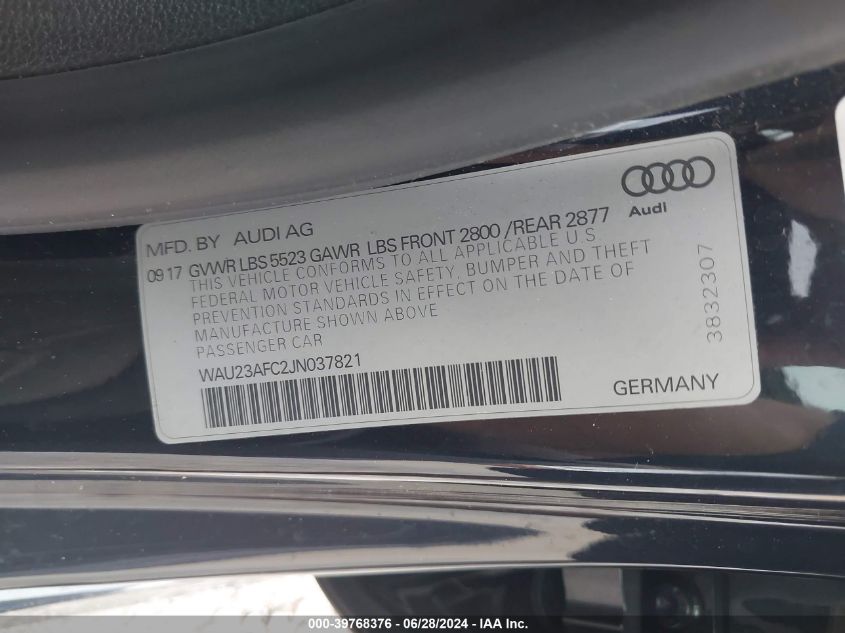 Audi
MFD. BY AUDI AG
09 17 GVWR LBS 5523 GAWR LBS FRONT 2800 /REAR 2877
THIS VEHICLE CONFORMS TO ALL APPLICABLE U.S
FEDERAL MOTOR VEHICLE SAFETY, BUMPER AND THEFT
PREVENTION STANDARDS IN EFFECT ON THE DATE OF
MANUFACTURE SHOWN ABOVE
PASSENGER CAR
WAU23AFC2JN037821
GERMANY
3832307
000-39768376 06/28/2024 IAA Holdings, LLC.